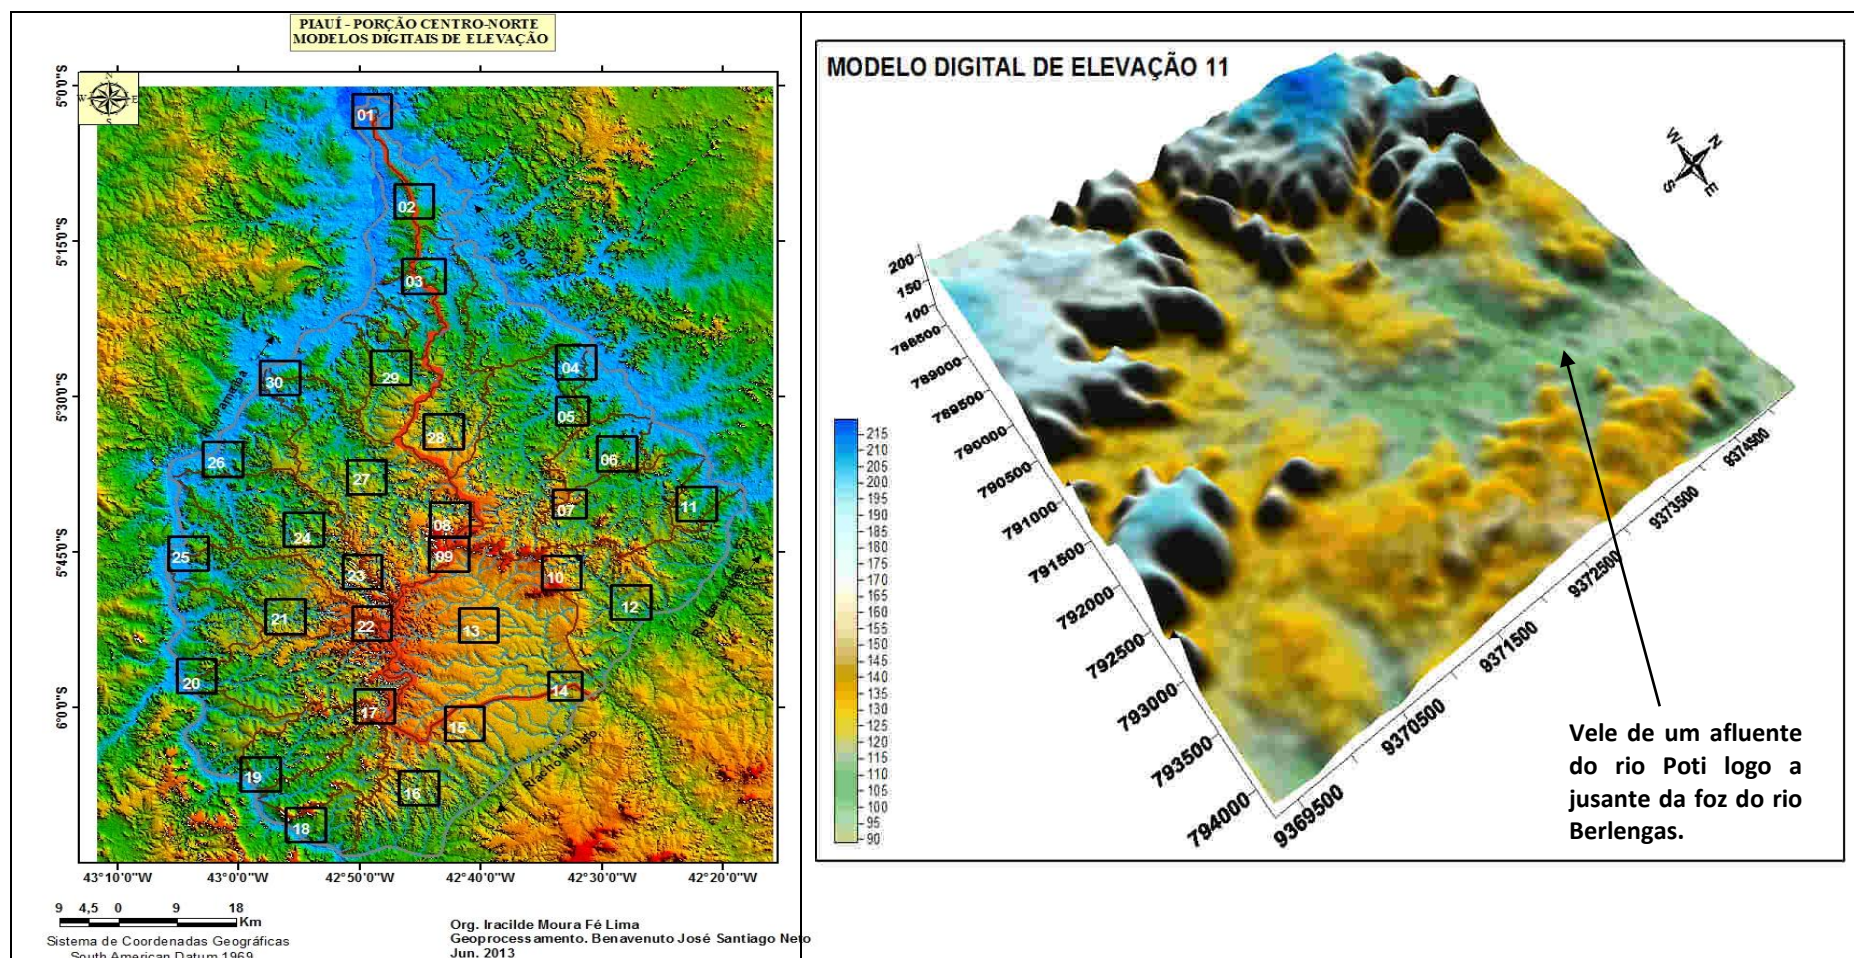 PIAUÍ - PORÇÃO CENTRO-NORTE
MODELOS DIGITAIS DE ELEVAÇÃO
N
W
E
S
5°0'0"S
5°15'0"S
5°30'0"S
5°45'0"S
6°0'0"S
01
02
03
04
05
06
07
08
09
10
11
12
13
14
15
16
17
18
19
20
21
22
23
24
25
26
27
28
29
30
Rio Poti
Parnaíba
43°10'0"W
43°0'0"W
42°50'0"W
42°40'0"W
42°30'0"W
42°20'0"W
9 4,5 0 9 18
Km
Sistema de Coordenadas Geográficas
South American Datum 1969
Org. Iracilde Moura Fé Lima
Geoprocessamento. Benavenuto José Santiago Neto
Jun. 2013
MODELO DIGITAL DE ELEVAÇÃO 11
W
N
S
E
200
150
100
788500
789000
789500
790000
790500
791000
791500
792000
792500
793000
793500
794000
9369500
9370500
9371500
9372500
9373500
9374500
215
210
205
200
195
190
185
180
175
170
165
160
155
150
145
140
130
120
115
110
105
100
95
90
Vele de um afluente
do rio Poti logo a
jusante da foz do rio
Berlengas.